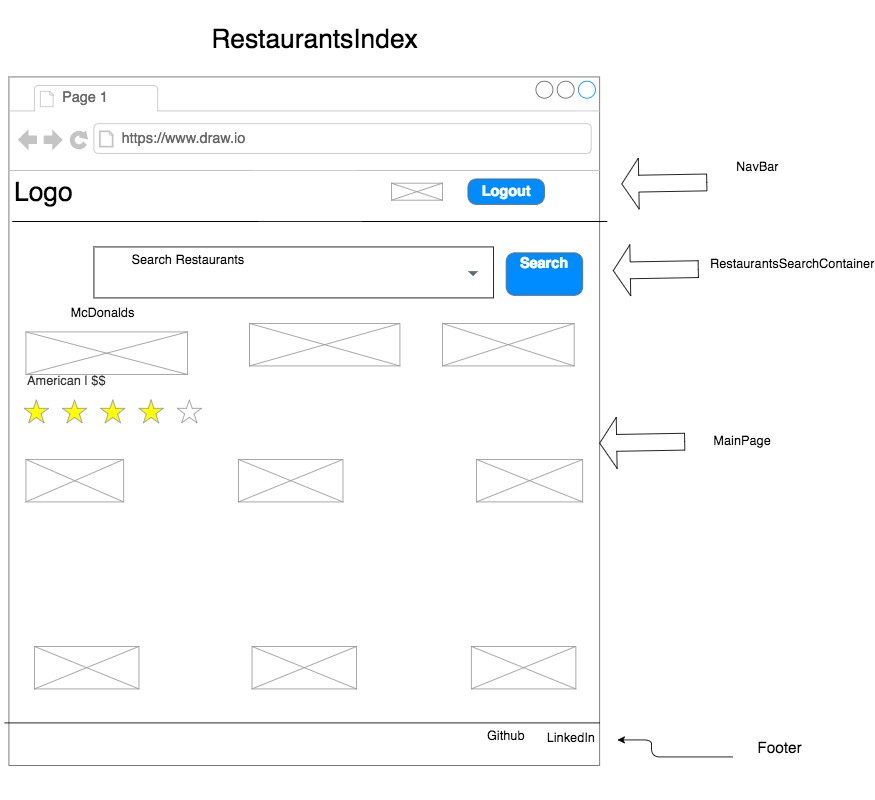 RestaurantsIndex
Page 1
https://www.draw.io
NavBar
Logo
Logout
Search Restaurants
Search
RestaurantsSearchContainer
McDonalds
American | $$
MainPage
Github
LinkedIn
Footer